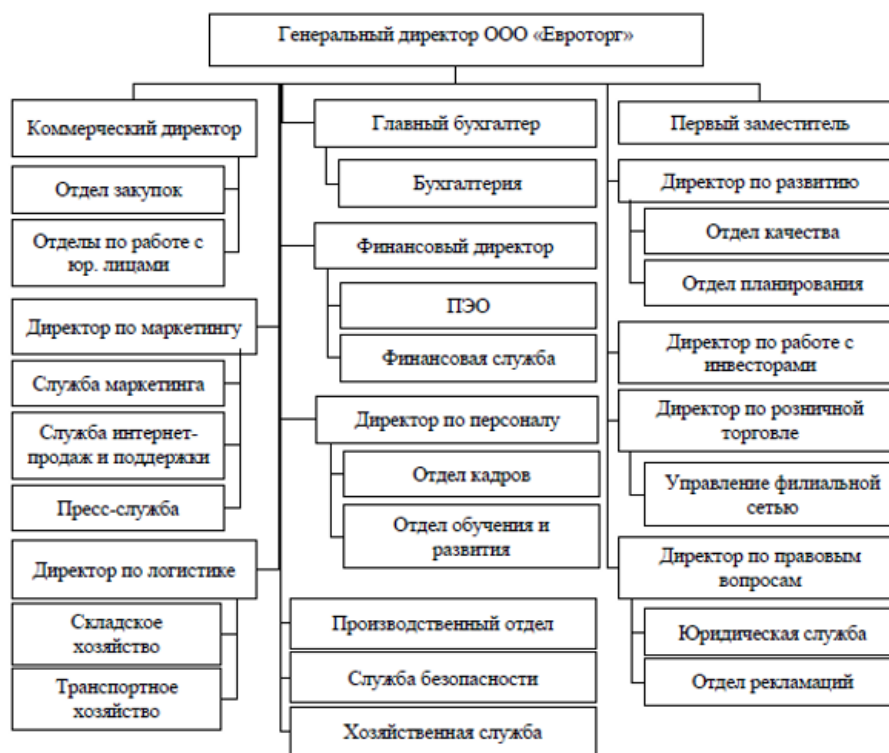 Генеральный директор ООО «Евроторг»
Коммерческий директор
Отдел закупок
Отделы по работе с
юр. лицами
Директор по маркетингу
Служба маркетинга
Служба интернет-
продаж и поддержки
Пресс-служба
Директор по логистике
Складское
хозяйство
Транспортное
хозяйство
Главный бухгалтер
Бухгалтерия
Финансовый директор
ПЭО
Финансовая служба
Директор по персоналу
Отдел кадров
Отдел обучения и
развития
Производственный отдел
Служба безопасности
Хозяйственная служба
Первый заместитель
Директор по развитию
Отдел качества
Отдел планирования
Директор по работе с
инвесторами
Директор по розничной
торговле
Управление филиальной
сетью
Директор по правовым
вопросам
Юридическая служба
Отдел рекламаций